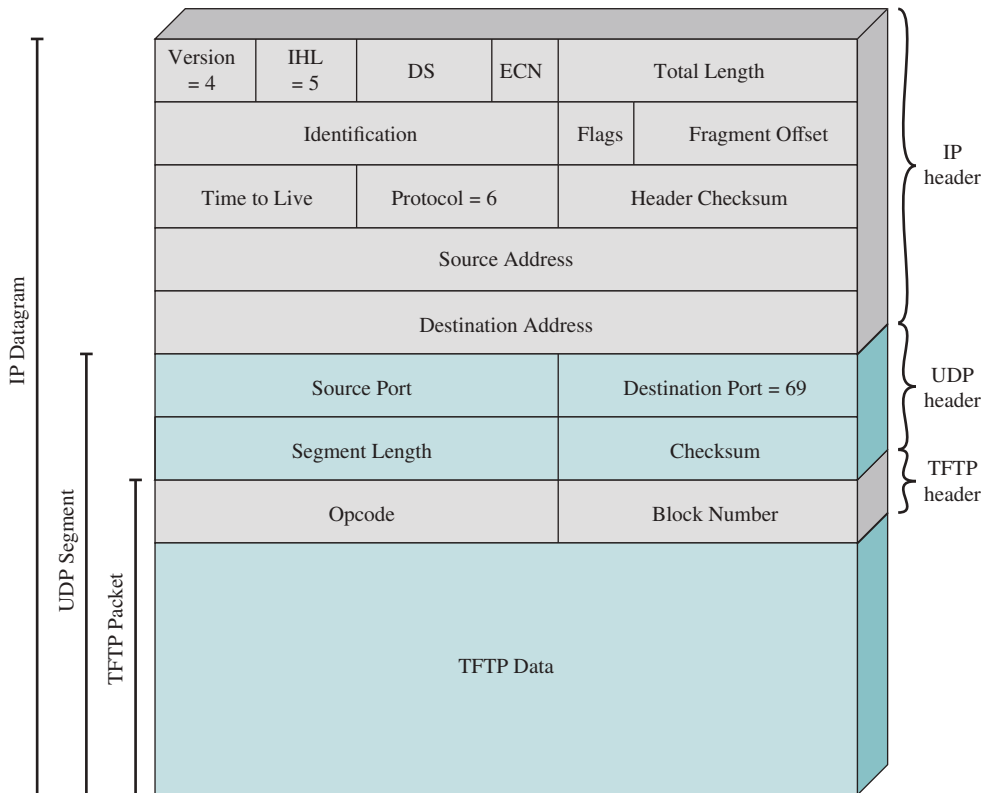 Version
= 4
IHL
= 5
DS
ECN
Total Length
Identification
Flags
Fragment Offset
Time to Live
Protocol = 6
Header Checksum
Source Address
Destination Address
Source Port
Destination Port = 69
Segment Length
Checksum
Opcode
Block Number
TFTP Data
IP Datagram
UDP Segment
TFTP Packet
IP
header
UDP
header
TFTP
header